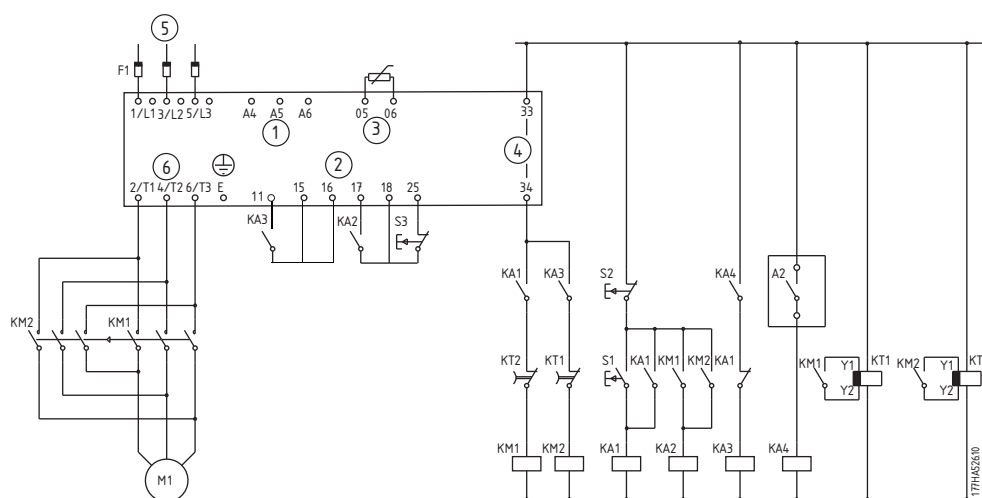 5
F1
1/L1 3/L2 5/L3 A4 A5 A6 05 06 33
1 3
4
6 2
2/T1 4/T2 6/T3 E 11 15 16 17 18 25 34
KA3 KA2 S3
KA1 KA3 S2 KA4 A2
KM2 KM1
KT2 KT1 S1 KA1 KM1 KM2 KA1 KM1 Y1 KT1 KM2 Y1 KT
Y2 Y2
KM1 KM2 KA1 KA2 KA3 KA4
M1
177HA526.10